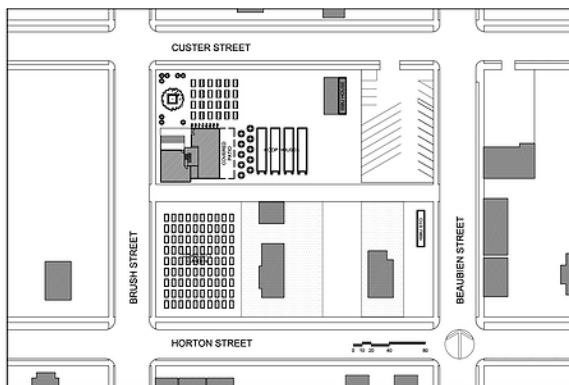 CUSTER STREET
COVERED
PATIO
HOOP HOUSES
BRUSH STREET
BEAUBIEN STREET
HORTON STREET
0 10 20 40 80